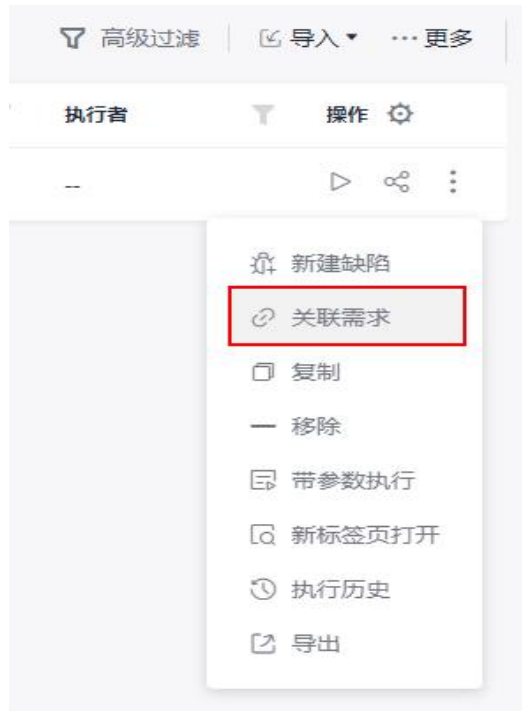 高级过滤 导入 更多
执行者 操作
--
新建缺陷
关联需求
复制
移除
带参数执行
新标签页打开
执行历史
导出